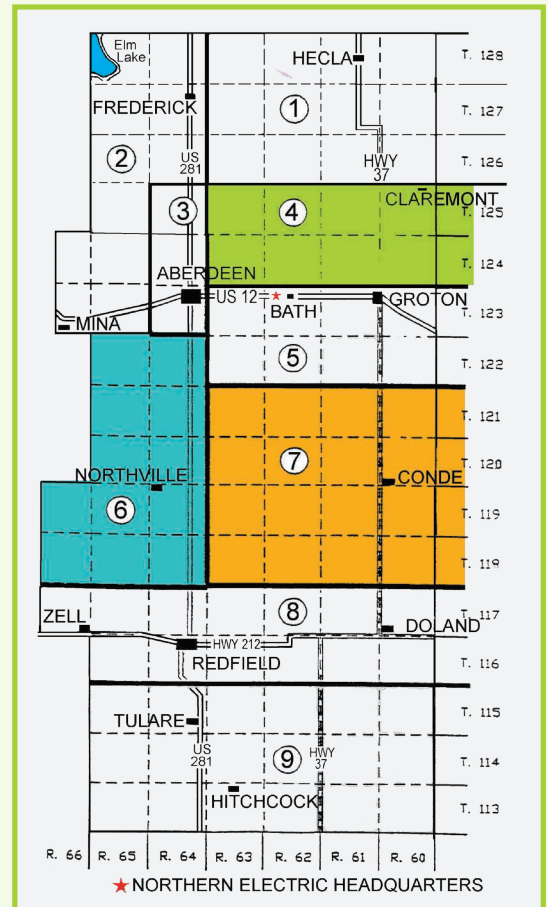 Elm
Lake
HECLA
T. 128
FREDERICK
①
T. 127
②
US
281
HWY
37
T. 126
CLAREMONT
③
④
T. 125
ABERDEEN
T. 124
US 12
BATH
GROTON
T. 123
MINA
⑤
T. 122
T. 121
⑦
T. 120
NORTHVILLE
CONDE
⑥
T. 119
T. 118
⑧
T. 117
ZELL
DOLAND
HWY 212
REDFIELD
T. 116
TULARE
T. 115
US
281
⑨
HWY
37
T. 114
HITCHCOCK
T. 113
R. 66 R. 65 R. 64 R. 63 R. 62 R. 61 R. 60
★NORTHERN ELECTRIC HEADQUARTERS